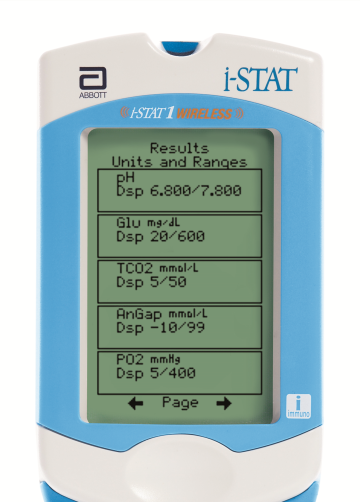 ABBOTT
i-STAT
i-STAT 1 WIRELESS
Results
Units and Ranges
pH
Dsp 6.800/7.800
Glu mg/dL
Dsp 20/600
TCO2 mmol/L
Dsp 5/50
AnGap mmol/L
Dsp -10/99
PO2 mmHg
Dsp 5/400
← Page →
i
immuno